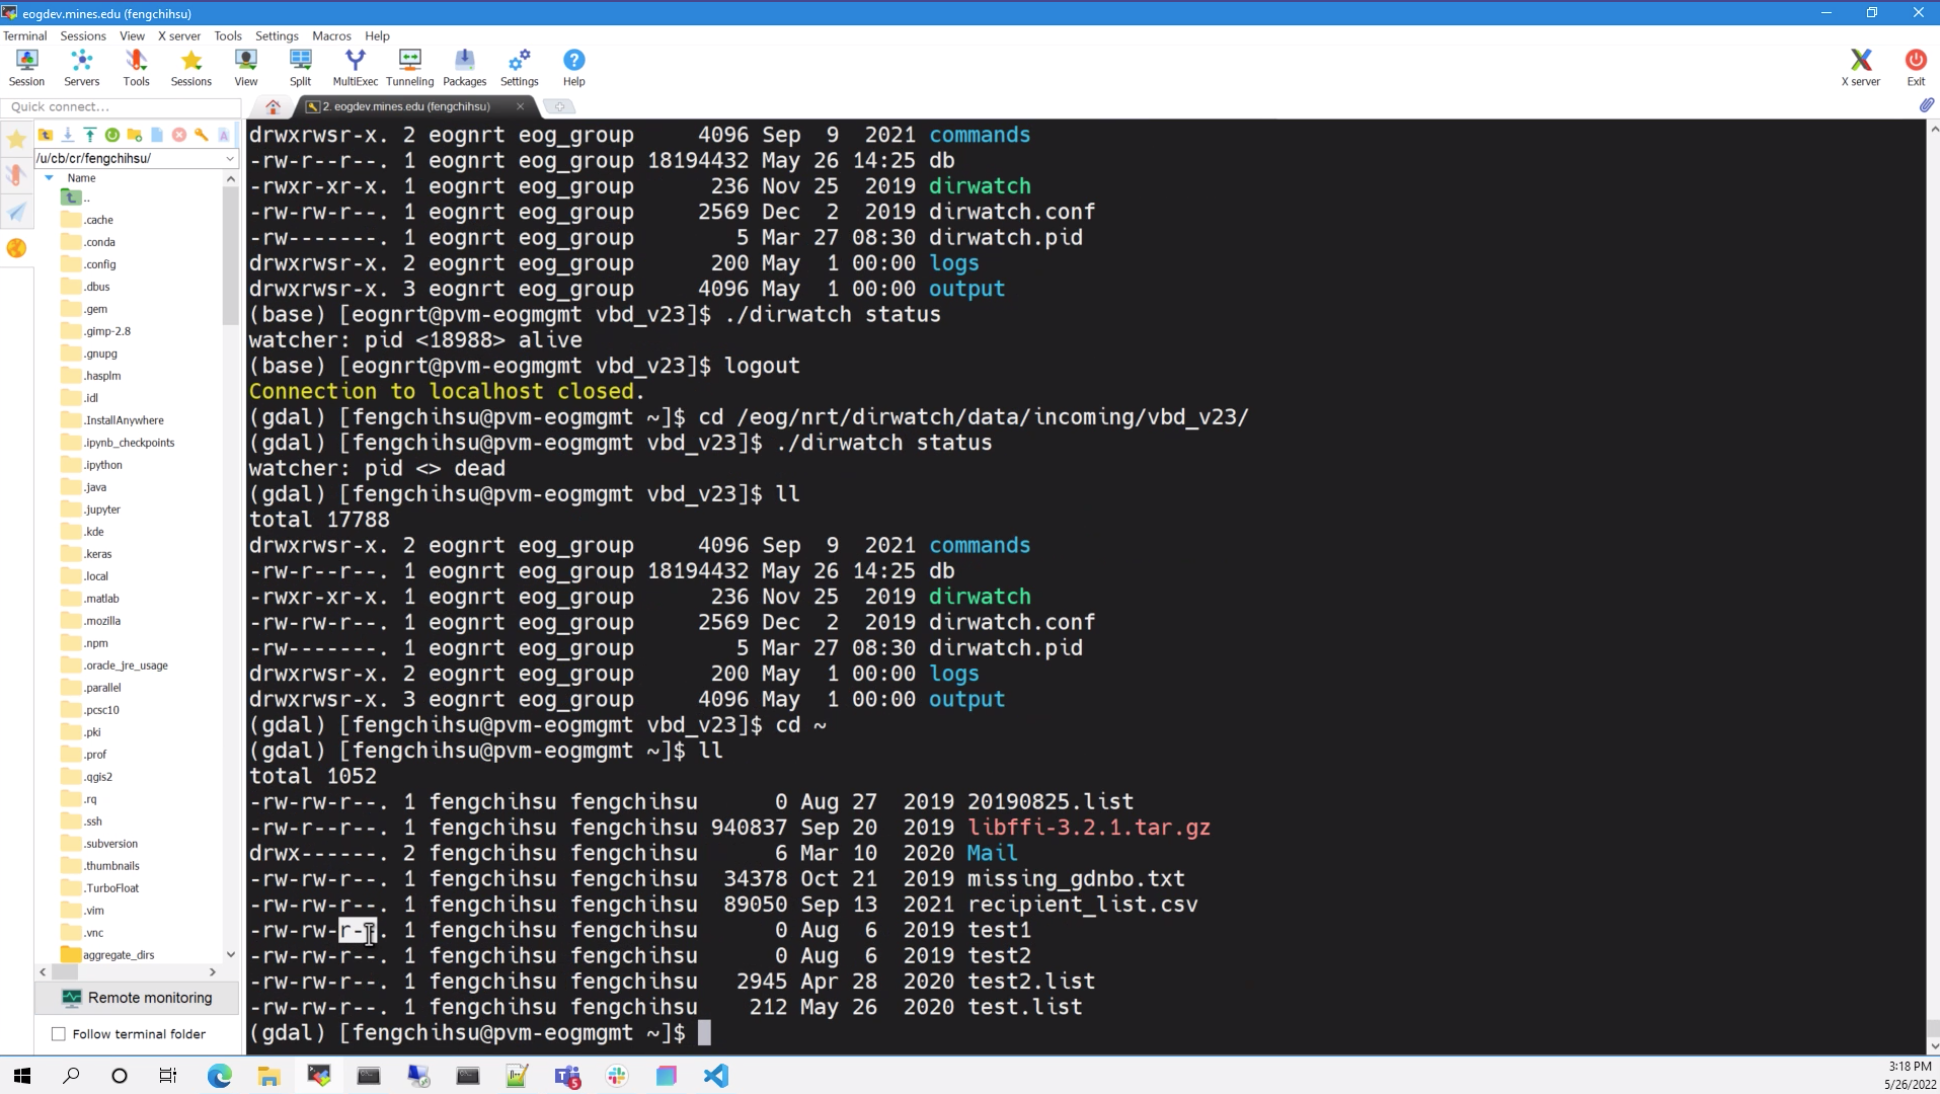 eogdev.mines.edu (fengchihsu)
Terminal Sessions View X server Tools Settings Macros Help
Session Servers Tools Sessions View Split MultiExec Tunneling Packages Settings Help X server Exit
Quick connect...
2. eogdev.mines.edu (fengchihsu)
/u/cb/cr/fengchihsu/
Name
..
.cache
.conda
.config
.dbus
.gem
.gimp-2.8
.gnupg
.hasplm
.idl
.InstallAnywhere
.ipynb_checkpoints
.ipython
.java
.jupyter
.kde
.keras
.local
.matlab
.mozilla
.npm
.oracle_jre_usage
.parallel
.pcsc10
.pki
.prof
.qgis2
.rq
.ssh
.subversion
.thumbnails
.TurboFloat
.vim
.vnc
aggregate_dirs
Remote monitoring
Follow terminal folder
drwxrwsr-x. 2 eognrt eog_group 4096 Sep 9 2021 commands
-rw-r--r--. 1 eognrt eog_group 18194432 May 26 14:25 db
-rwxr-xr-x. 1 eognrt eog_group 236 Nov 25 2019 dirwatch
-rw-rw-r--. 1 eognrt eog_group 2569 Dec 2 2019 dirwatch.conf
-rw-------. 1 eognrt eog_group 5 Mar 27 08:30 dirwatch.pid
drwxrwsr-x. 2 eognrt eog_group 200 May 1 00:00 logs
drwxrwsr-x. 3 eognrt eog_group 4096 May 1 00:00 output
(base) [eognrt@pvm-eogmgmt vbd_v23]$ ./dirwatch status
watcher: pid <18988> alive
(base) [eognrt@pvm-eogmgmt vbd_v23]$ logout
Connection to localhost closed.
(gdal) [fengchihsu@pvm-eogmgmt ~]$ cd /eog/nrt/dirwatch/data/incoming/vbd_v23/
(gdal) [fengchihsu@pvm-eogmgmt vbd_v23]$ ./dirwatch status
watcher: pid <> dead
(gdal) [fengchihsu@pvm-eogmgmt vbd_v23]$ ll
total 17788
drwxrwsr-x. 2 eognrt eog_group 4096 Sep 9 2021 commands
-rw-r--r--. 1 eognrt eog_group 18194432 May 26 14:25 db
-rwxr-xr-x. 1 eognrt eog_group 236 Nov 25 2019 dirwatch
-rw-rw-r--. 1 eognrt eog_group 2569 Dec 2 2019 dirwatch.conf
-rw-------. 1 eognrt eog_group 5 Mar 27 08:30 dirwatch.pid
drwxrwsr-x. 2 eognrt eog_group 200 May 1 00:00 logs
drwxrwsr-x. 3 eognrt eog_group 4096 May 1 00:00 output
(gdal) [fengchihsu@pvm-eogmgmt vbd_v23]$ cd ~
(gdal) [fengchihsu@pvm-eogmgmt ~]$ ll
total 1052
-rw-rw-r--. 1 fengchihsu fengchihsu 0 Aug 27 2019 20190825.list
-rw-r--r--. 1 fengchihsu fengchihsu 940837 Sep 20 2019 libffi-3.2.1.tar.gz
drwx------. 2 fengchihsu fengchihsu 6 Mar 10 2020 Mail
-rw-rw-r--. 1 fengchihsu fengchihsu 34378 Oct 21 2019 missing_gdnbo.txt
-rw-rw-r--. 1 fengchihsu fengchihsu 89050 Sep 13 2021 recipient_list.csv
-rw-rw-r--. 1 fengchihsu fengchihsu 0 Aug 6 2019 test1
-rw-rw-r--. 1 fengchihsu fengchihsu 0 Aug 6 2019 test2
-rw-rw-r--. 1 fengchihsu fengchihsu 2945 Apr 28 2020 test2.list
-rw-rw-r--. 1 fengchihsu fengchihsu 212 May 26 2020 test.list
(gdal) [fengchihsu@pvm-eogmgmt ~]$
3:18 PM
5/26/2022